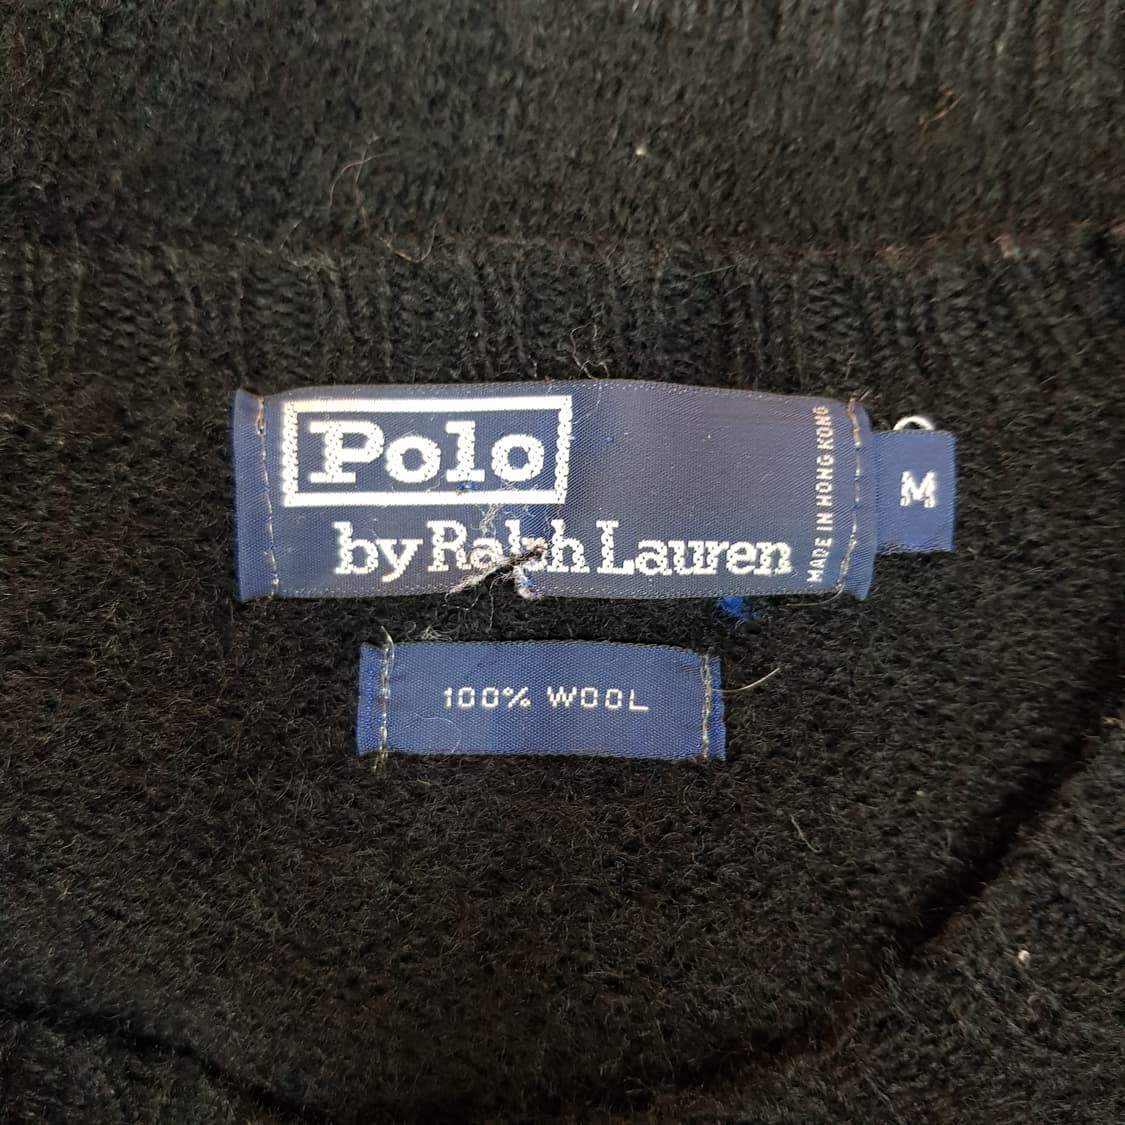 Polo
by Ralph Lauren
MADE IN HONG KONG
M
100% WOOL